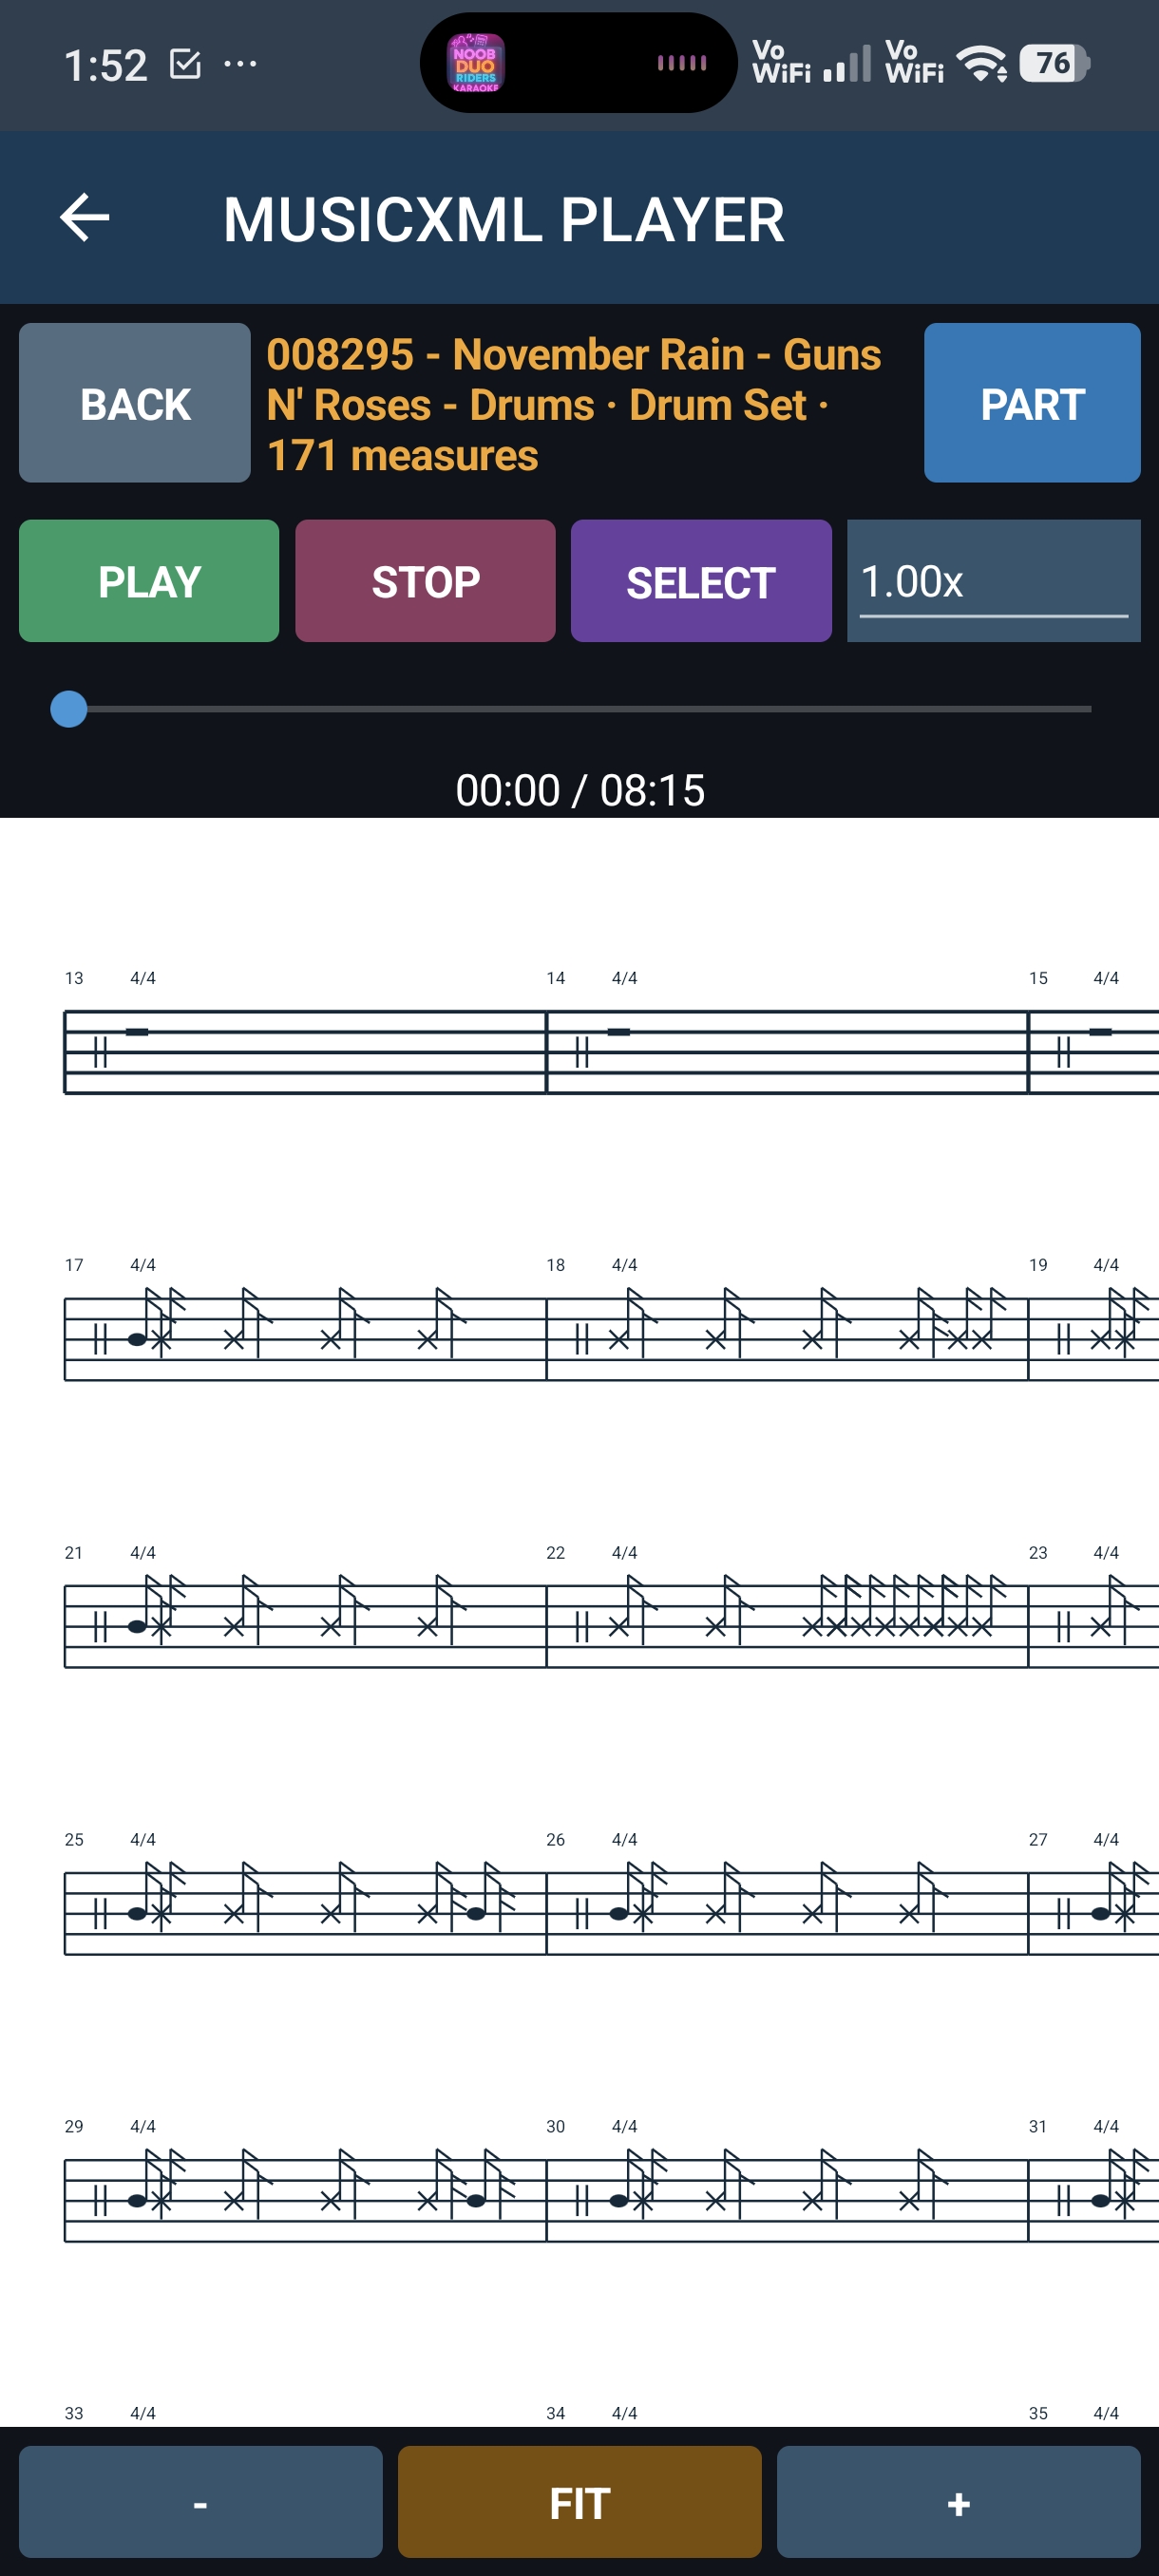 1:52
NOOB
DUO
RIDERS
KARAOKE
Vo
WiFi
Vo
WiFi
76
MUSICXML PLAYER
BACK
008295 - November Rain - Guns
N' Roses - Drums · Drum Set ·
171 measures
PART
PLAY
STOP
SELECT
1.00x
00:00 / 08:15
13 4/4 14 4/4 15 4/4
17 4/4 18 4/4 19 4/4
21 4/4 22 4/4 23 4/4
25 4/4 26 4/4 27 4/4
29 4/4 30 4/4 31 4/4
33 4/4 34 4/4 35 4/4
-
FIT
+